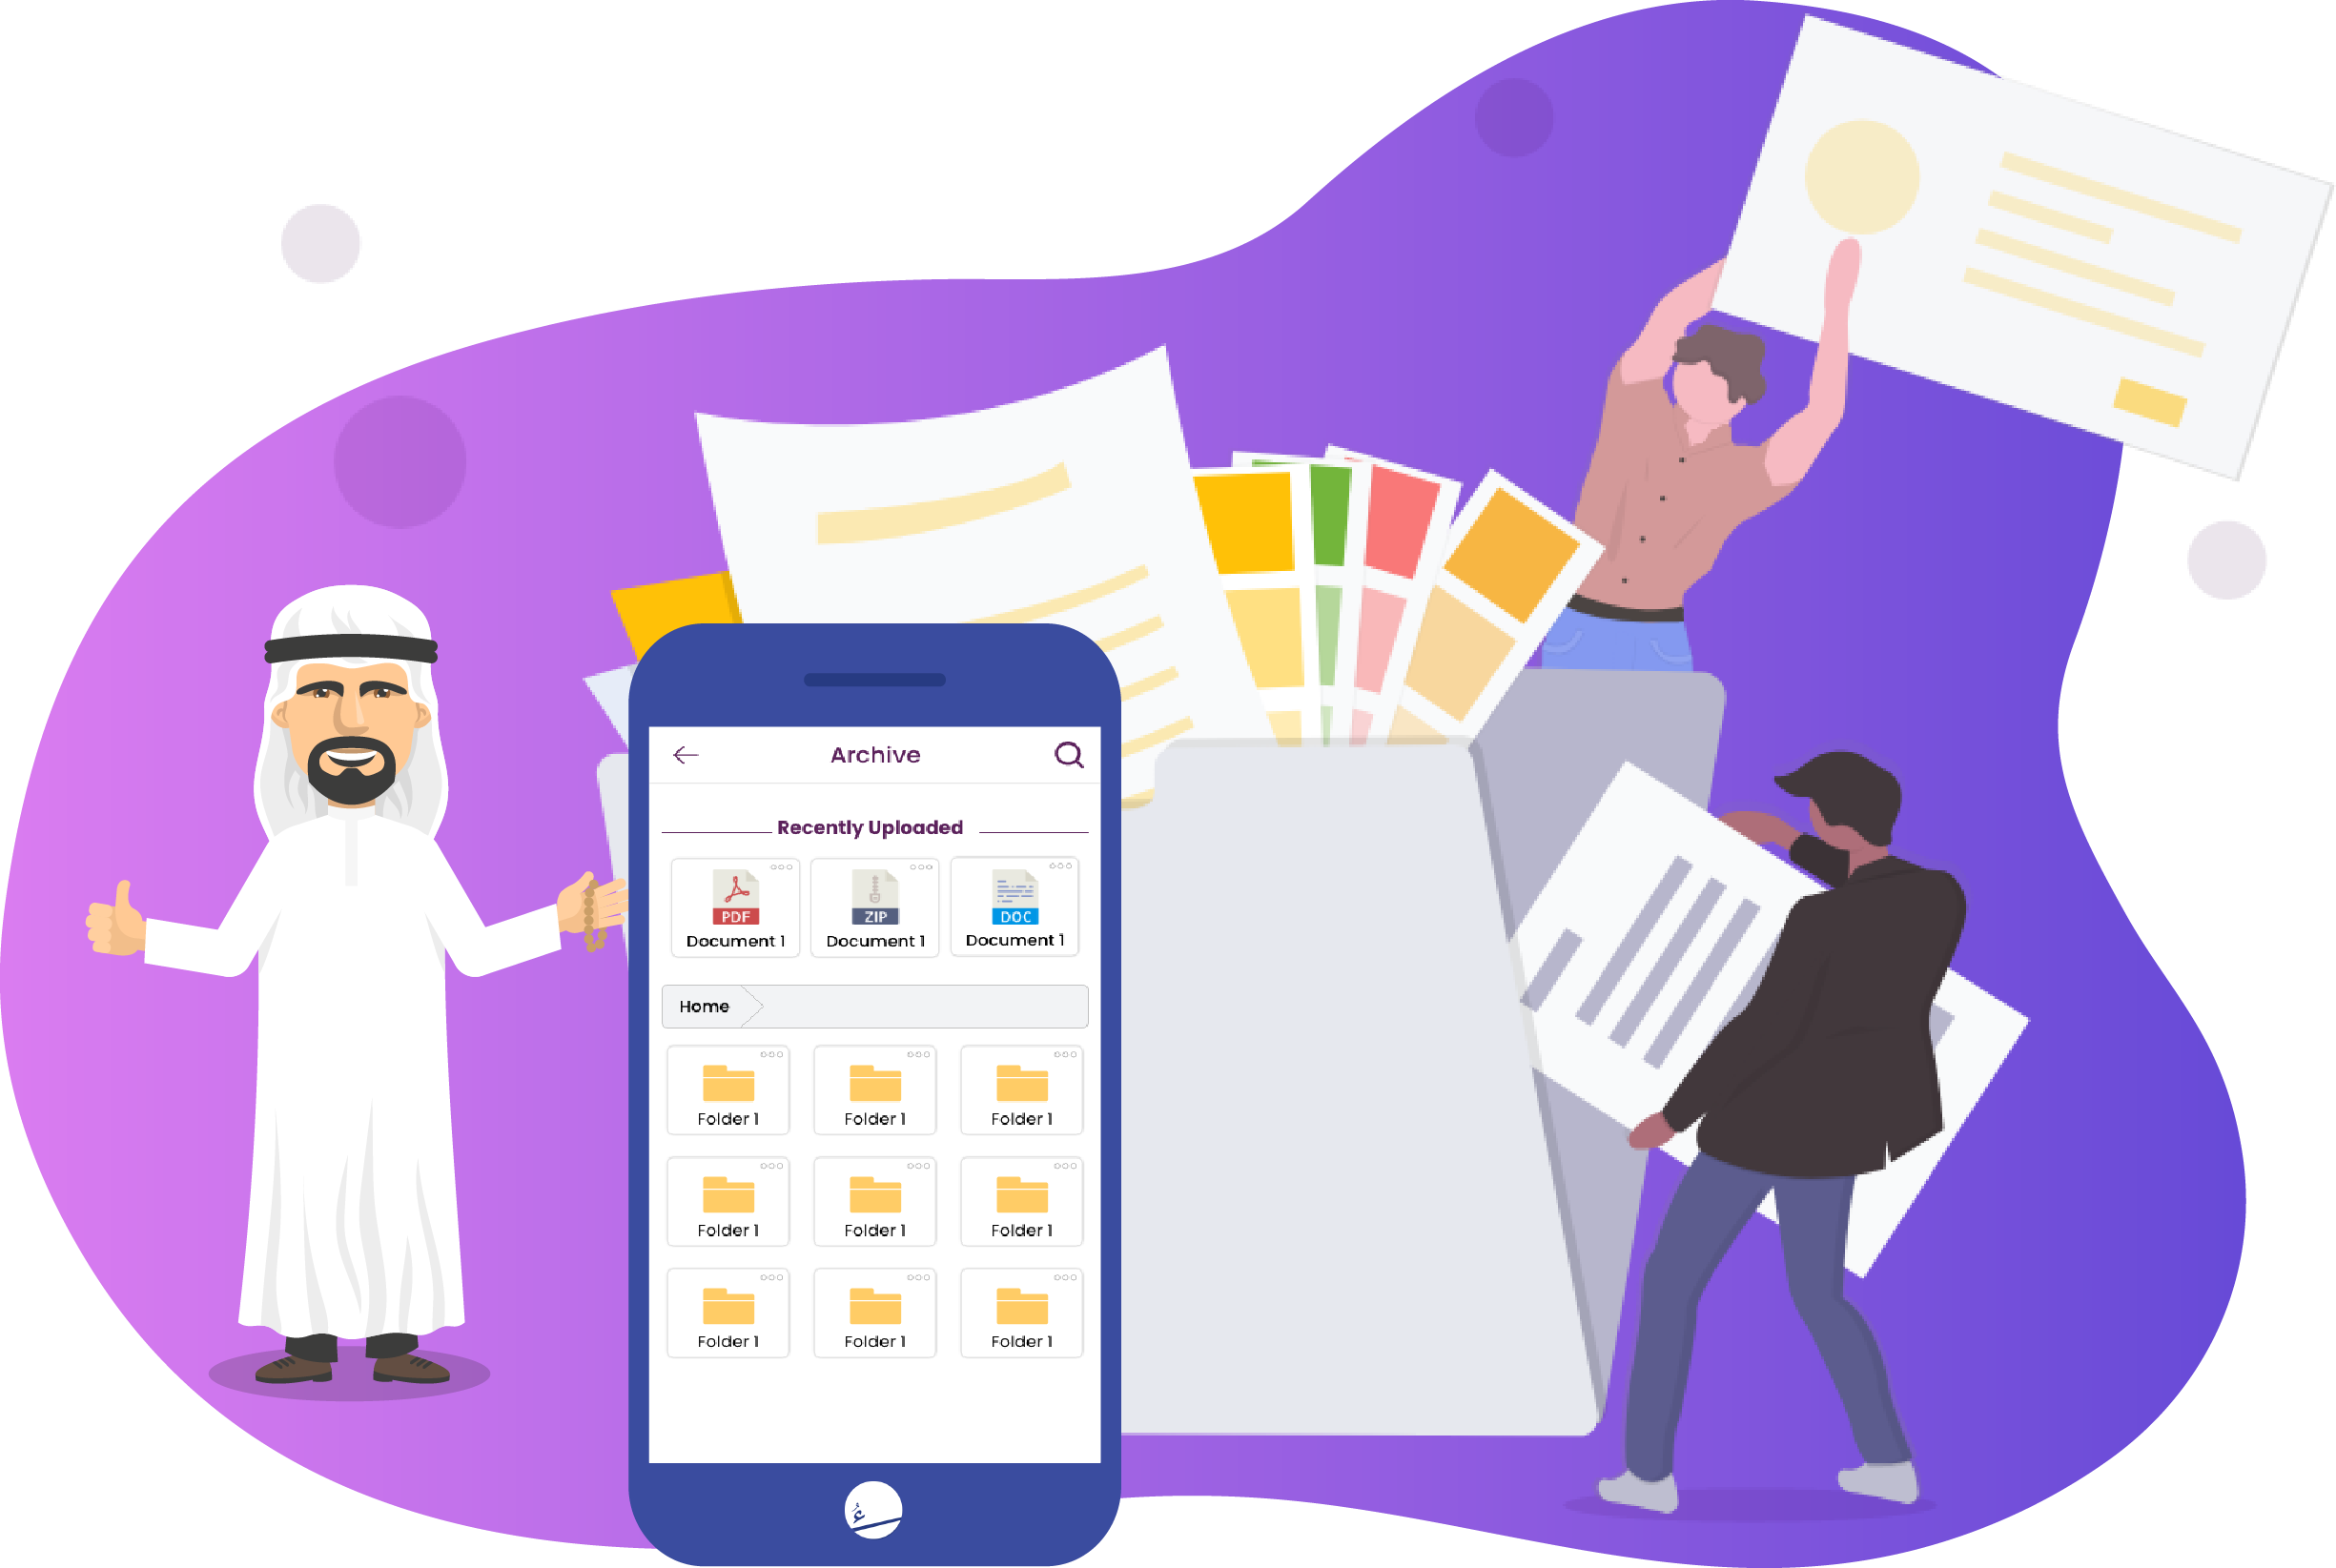 Archive
Recently Uploaded
PDF ZIP DOC
Document 1 Document 1 Document 1
Home
Folder 1 Folder 1 Folder 1
Folder 1 Folder 1 Folder 1
Folder 1 Folder 1 Folder 1